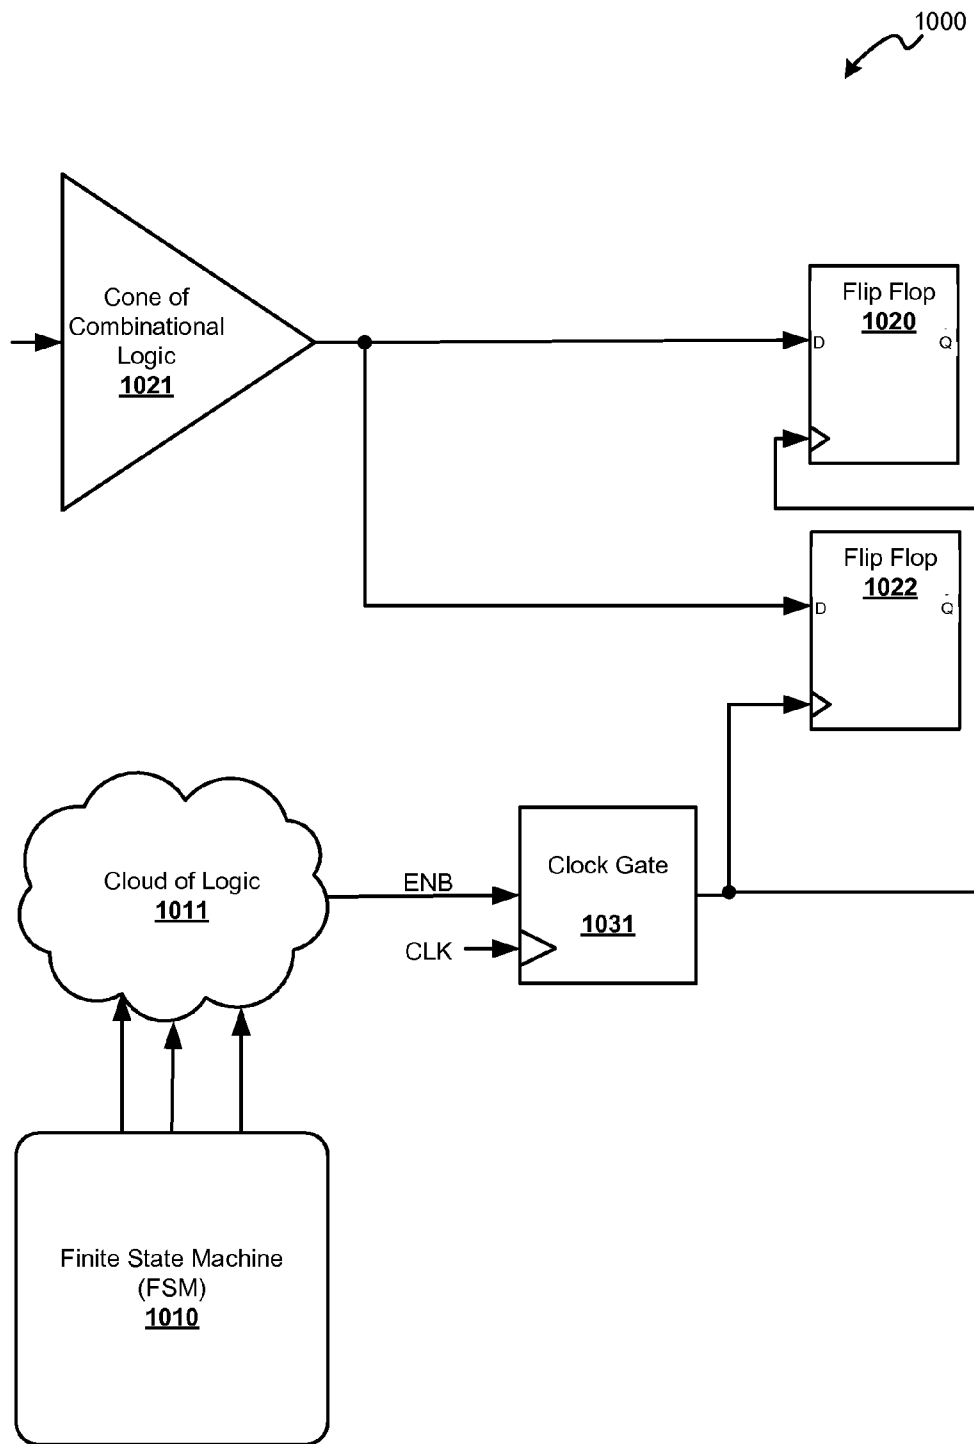 1000
Cone of
Combinational
Logic
1021
Flip Flop
1020
D
Q
Flip Flop
1022
D
Q
Cloud of Logic
1011
ENB
CLK
Clock Gate
1031
Finite State Machine
(FSM)
1010